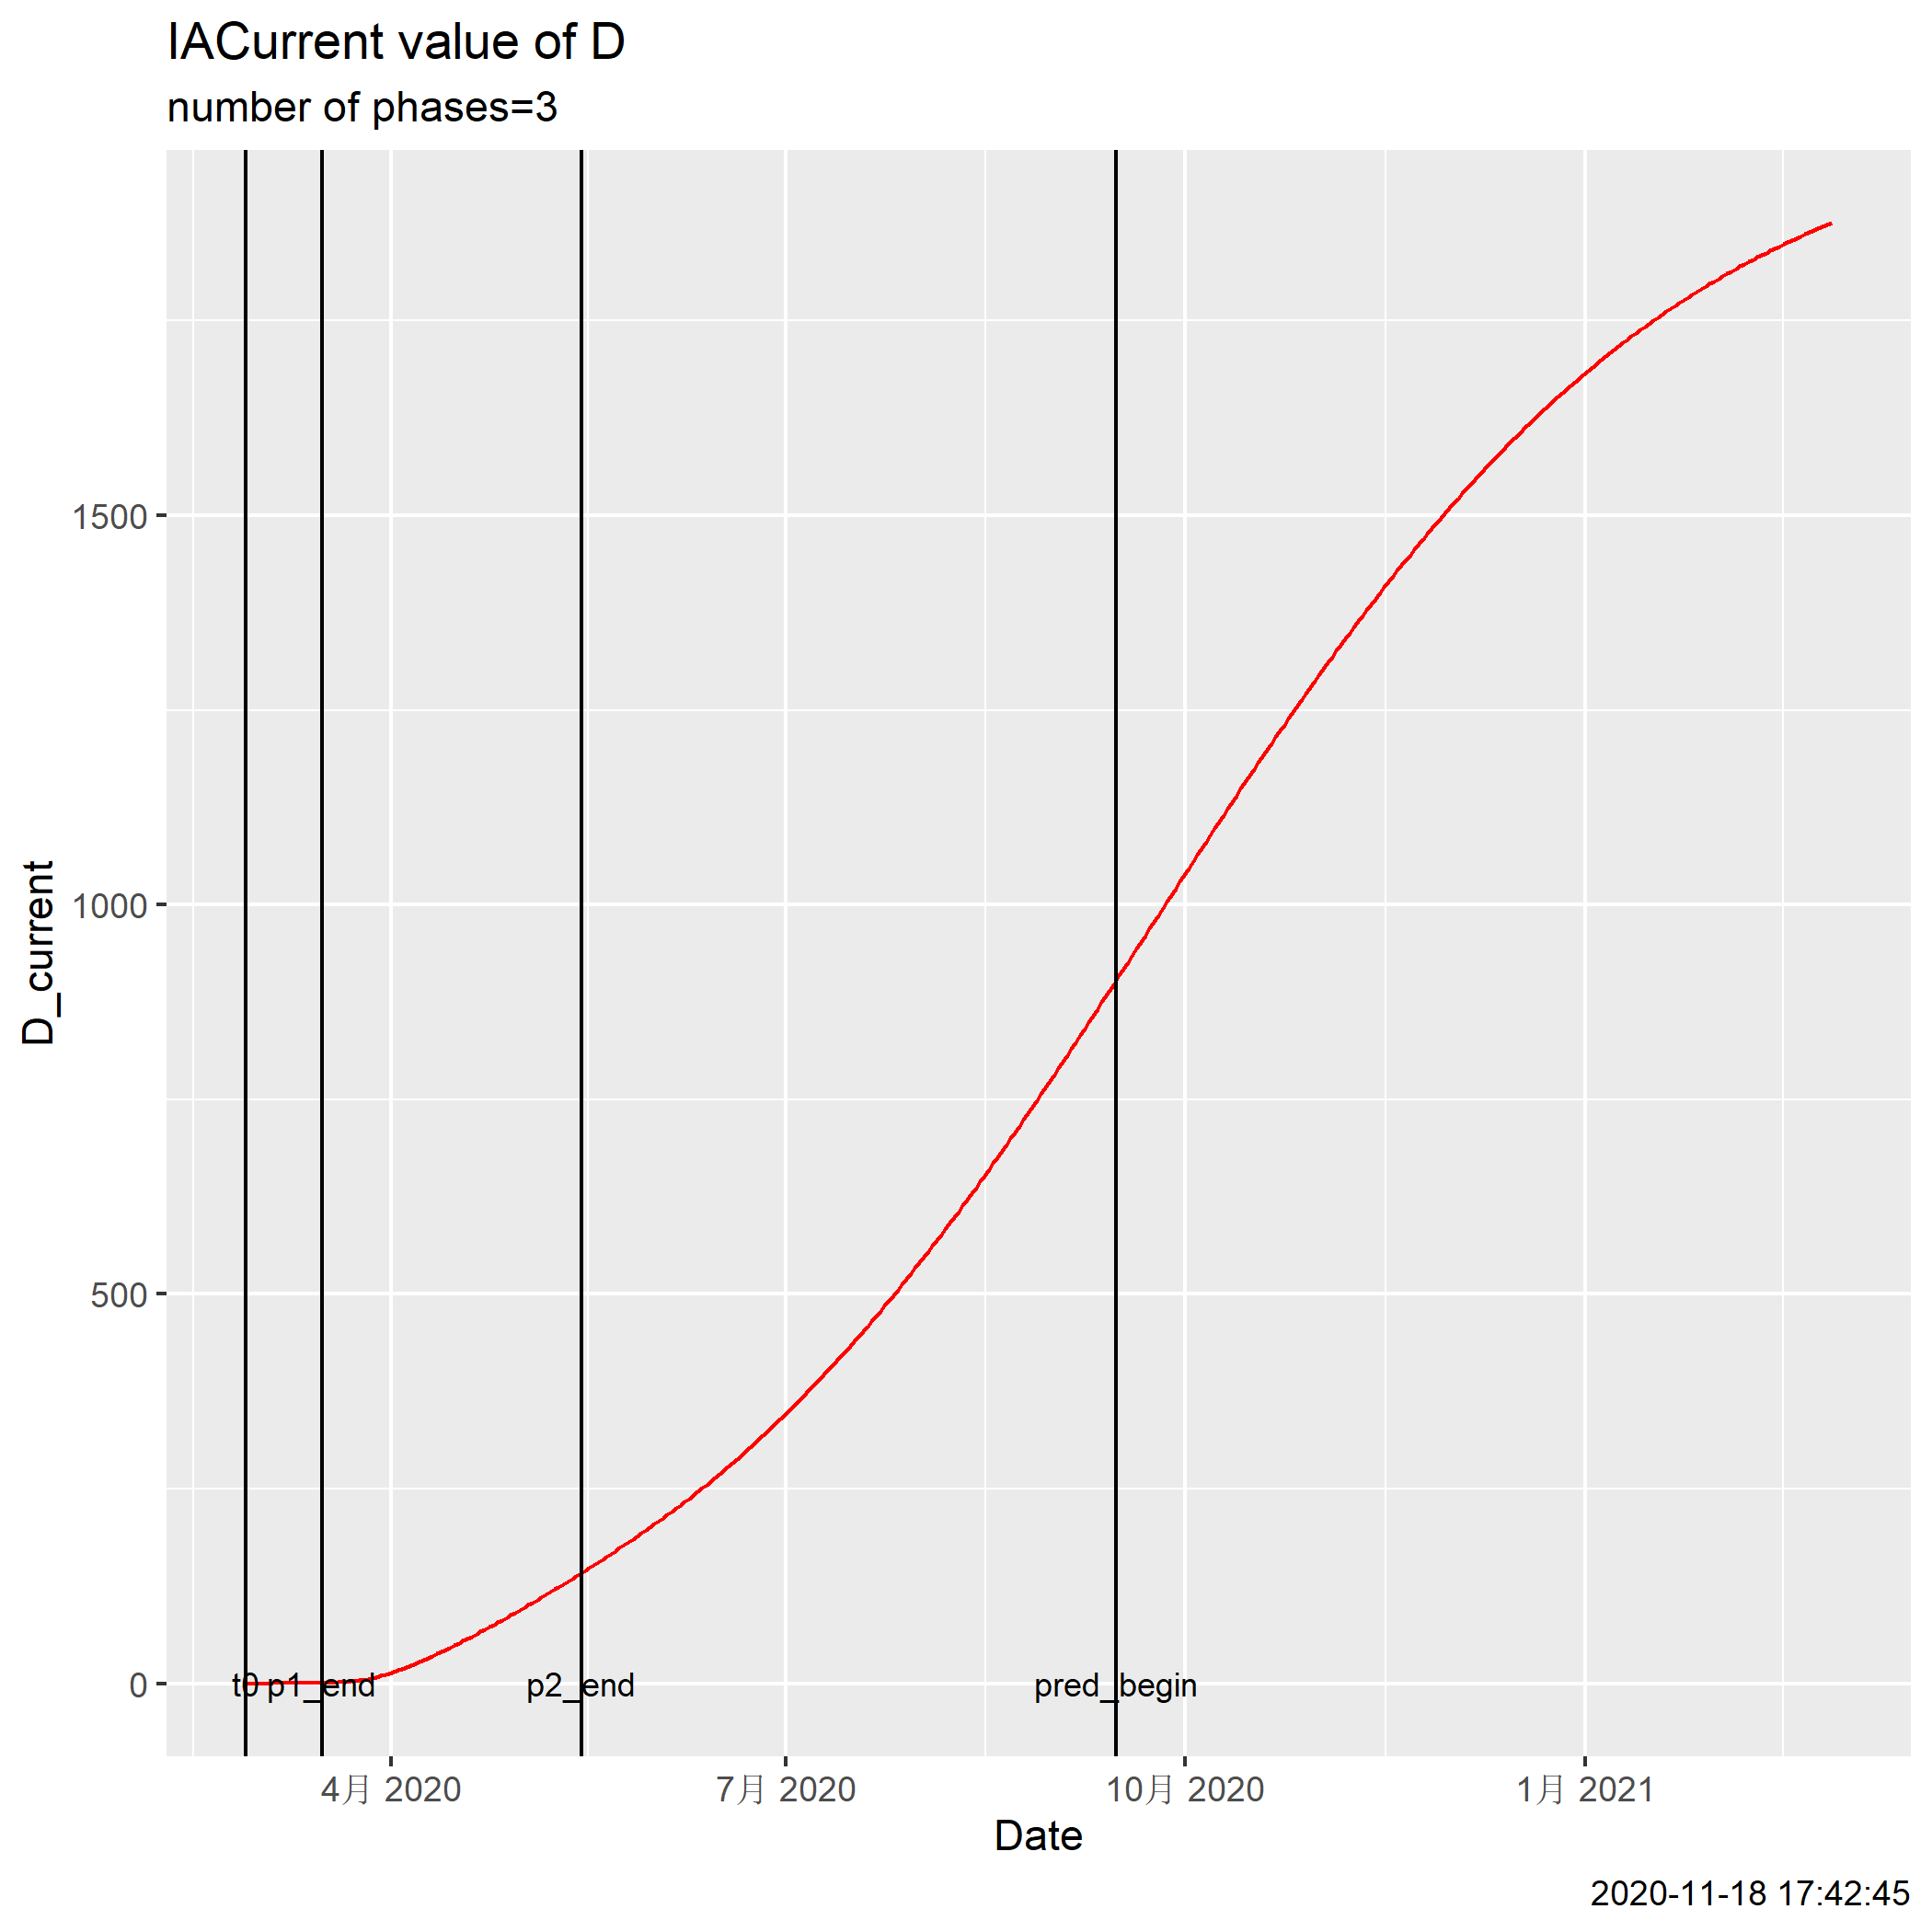 IACurrent value of D
number of phases=3
D_current
1500
1000
500
0
t0 p1_end p2_end pred_begin
4月 2020 7月 2020 10月 2020 1月 2021
Date
2020-11-18 17:42:45